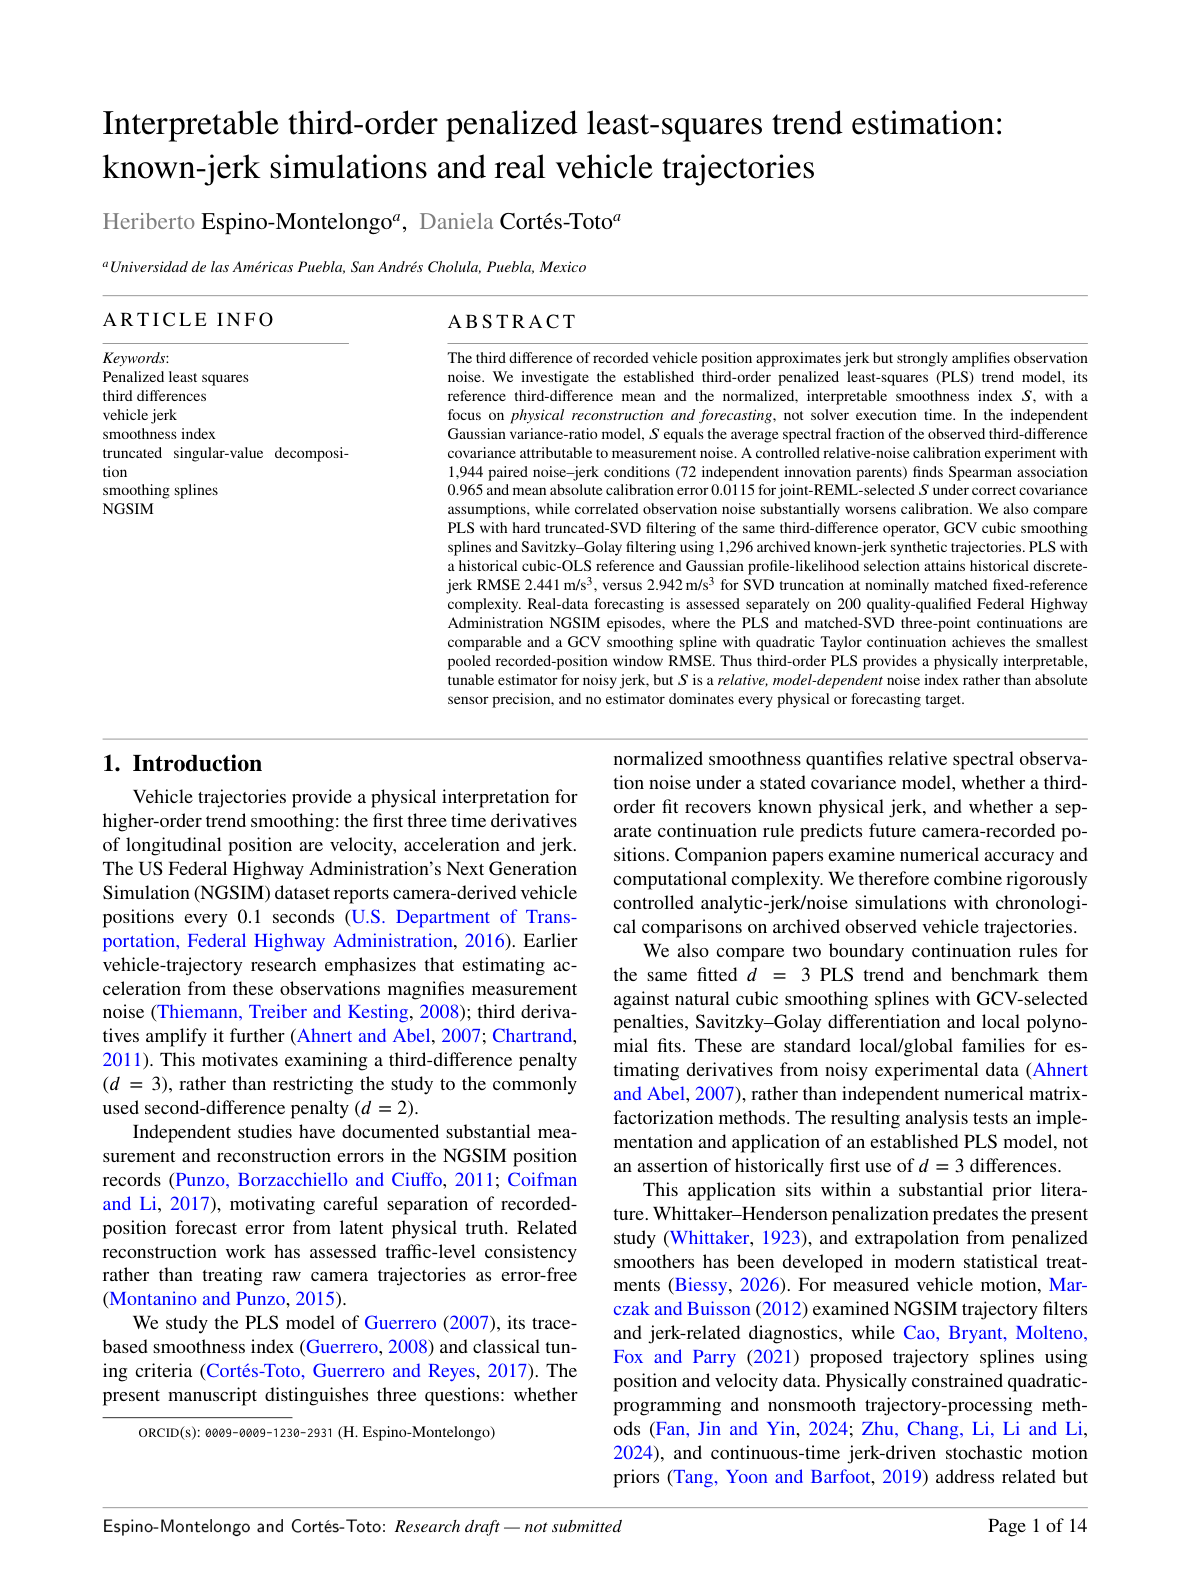 Interpretable third-order penalized least-squares trend estimation:
known-jerk simulations and real vehicle trajectories
Heriberto Espino-Montelongoᵃ, Daniela Cortés-Totoᵃ
ᵃUniversidad de las Américas Puebla, San Andrés Cholula, Puebla, Mexico
ARTICLE INFO
Keywords:
Penalized least squares
third differences
vehicle jerk
smoothness index
truncated singular-value decomposi-
tion
smoothing splines
NGSIM
ABSTRACT
The third difference of recorded vehicle position approximates jerk but strongly amplifies observation
noise. We investigate the established third-order penalized least-squares (PLS) trend model, its
reference third-difference mean and the normalized, interpretable smoothness index S, with a
focus on physical reconstruction and forecasting, not solver execution time. In the independent
Gaussian variance-ratio model, S equals the average spectral fraction of the observed third-difference
covariance attributable to measurement noise. A controlled relative-noise calibration experiment with
1,944 paired noise–jerk conditions (72 independent innovation parents) finds Spearman association
0.965 and mean absolute calibration error 0.0115 for joint-REML-selected S under correct covariance
assumptions, while correlated observation noise substantially worsens calibration. We also compare
PLS with hard truncated-SVD filtering of the same third-difference operator, GCV cubic smoothing
splines and Savitzky–Golay filtering using 1,296 archived known-jerk synthetic trajectories. PLS with
a historical cubic-OLS reference and Gaussian profile-likelihood selection attains historical discrete-
jerk RMSE 2.441 m/s³, versus 2.942 m/s³ for SVD truncation at nominally matched fixed-reference
complexity. Real-data forecasting is assessed separately on 200 quality-qualified Federal Highway
Administration NGSIM episodes, where the PLS and matched-SVD three-point continuations are
comparable and a GCV smoothing spline with quadratic Taylor continuation achieves the smallest
pooled recorded-position window RMSE. Thus third-order PLS provides a physically interpretable,
tunable estimator for noisy jerk, but S is a relative, model-dependent noise index rather than absolute
sensor precision, and no estimator dominates every physical or forecasting target.
1. Introduction
Vehicle trajectories provide a physical interpretation for
higher-order trend smoothing: the first three time derivatives
of longitudinal position are velocity, acceleration and jerk.
The US Federal Highway Administration's Next Generation
Simulation (NGSIM) dataset reports camera-derived vehicle
positions every 0.1 seconds (U.S. Department of Trans-
portation, Federal Highway Administration, 2016). Earlier
vehicle-trajectory research emphasizes that estimating ac-
celeration from these observations magnifies measurement
noise (Thiemann, Treiber and Kesting, 2008); third deriva-
tives amplify it further (Ahnert and Abel, 2007; Chartrand,
2011). This motivates examining a third-difference penalty
(d = 3), rather than restricting the study to the commonly
used second-difference penalty (d = 2).
Independent studies have documented substantial mea-
surement and reconstruction errors in the NGSIM position
records (Punzo, Borzacchiello and Ciuffo, 2011; Coifman
and Li, 2017), motivating careful separation of recorded-
position forecast error from latent physical truth. Related
reconstruction work has assessed traffic-level consistency
rather than treating raw camera trajectories as error-free
(Montanino and Punzo, 2015).
We study the PLS model of Guerrero (2007), its trace-
based smoothness index (Guerrero, 2008) and classical tun-
ing criteria (Cortés-Toto, Guerrero and Reyes, 2017). The
present manuscript distinguishes three questions: whether
ORCID(s): 0009-0009-1230-2931 (H. Espino-Montelongo)
normalized smoothness quantifies relative spectral observa-
tion noise under a stated covariance model, whether a third-
order fit recovers known physical jerk, and whether a sep-
arate continuation rule predicts future camera-recorded po-
sitions. Companion papers examine numerical accuracy and
computational complexity. We therefore combine rigorously
controlled analytic-jerk/noise simulations with chronologi-
cal comparisons on archived observed vehicle trajectories.
We also compare two boundary continuation rules for
the same fitted d = 3 PLS trend and benchmark them
against natural cubic smoothing splines with GCV-selected
penalties, Savitzky–Golay differentiation and local polyno-
mial fits. These are standard local/global families for es-
timating derivatives from noisy experimental data (Ahnert
and Abel, 2007), rather than independent numerical matrix-
factorization methods. The resulting analysis tests an imple-
mentation and application of an established PLS model, not
an assertion of historically first use of d = 3 differences.
This application sits within a substantial prior litera-
ture. Whittaker–Henderson penalization predates the present
study (Whittaker, 1923), and extrapolation from penalized
smoothers has been developed in modern statistical treat-
ments (Biessy, 2026). For measured vehicle motion, Mar-
czak and Buisson (2012) examined NGSIM trajectory filters
and jerk-related diagnostics, while Cao, Bryant, Molteno,
Fox and Parry (2021) proposed trajectory splines using
position and velocity data. Physically constrained quadratic-
programming and nonsmooth trajectory-processing meth-
ods (Fan, Jin and Yin, 2024; Zhu, Chang, Li, Li and Li,
2024), and continuous-time jerk-driven stochastic motion
priors (Tang, Yoon and Barfoot, 2019) address related but
Espino-Montelongo and Cortés-Toto: Research draft — not submitted
Page 1 of 14